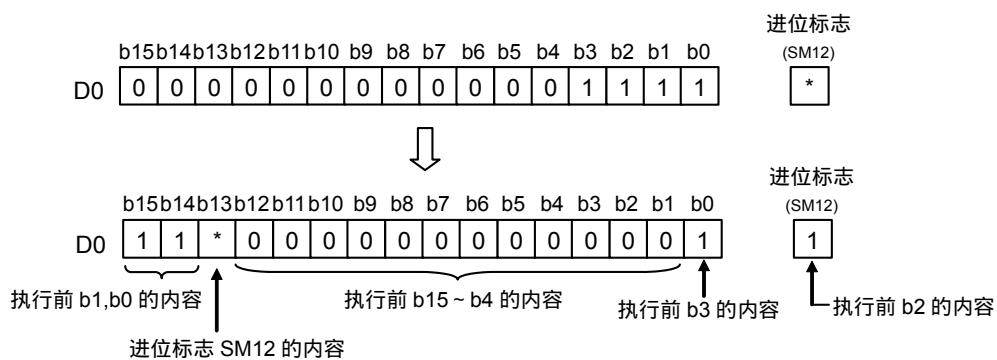 进位标志
b15 b14 b13 b12 b11 b10 b9 b8 b7 b6 b5 b4 b3 b2 b1 b0 (SM12)
D0 0 0 0 0 0 0 0 0 0 0 0 0 1 1 1 1 *
进位标志
b15 b14 b13 b12 b11 b10 b9 b8 b7 b6 b5 b4 b3 b2 b1 b0 (SM12)
D0 1 1 * 0 0 0 0 0 0 0 0 0 0 0 0 1 1
执行前 b1,b0 的内容 执行前 b15 ~ b4 的内容 执行前 b3 的内容 执行前 b2 的内容
进位标志 SM12 的内容